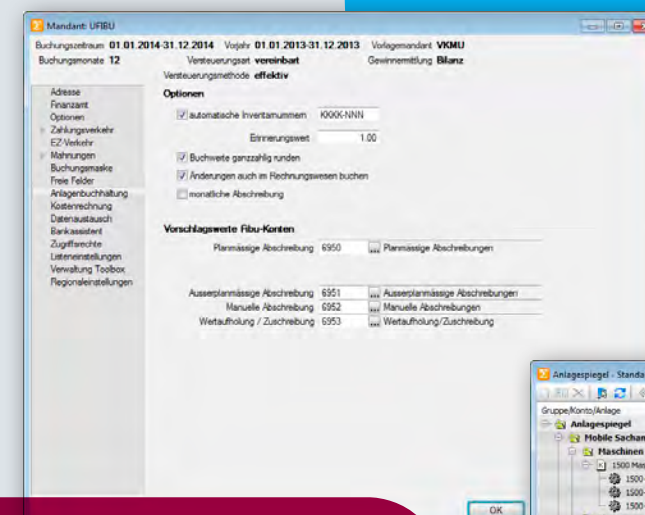 Mandant: UFIBU
Buchungszeitraum 01.01.2014-31.12.2014 Vorjahr 01.01.2013-31.12.2013 Vorlagemandant VKMU
Buchungsmonate 12 Versteuerungsart vereinbart Gewinnermittlung Bilanz
Versteuerungsmethode effektiv
Adresse
Finanzamt
Optionen
Zahlungsverkehr
EZ-Verkehr
Mahnungen
Buchungsmaske
Freie Felder
Anlagenbuchhaltung
Kostenrechnung
Datenaustausch
Bankassistent
Zugriffsrechte
Listeneinstellungen
Verwaltung Toolbox
Regionaleinstellungen
Optionen
automatische Inventarnummern KKKK-NNN
Erinnerungswert 1.00
Buchwerte ganzzahlig runden
Änderungen auch im Rechnungswesen buchen
monatliche Abschreibung
Vorschlagswerte Fibu-Konten
Planmässige Abschreibung 6950 ... Planmässige Abschreibungen
Ausserplanmässige Abschreibung 6951 ... Ausserplanmässige Abschreibungen
Manuelle Abschreibung 6952 ... Manuelle Abschreibungen
Wertaufholung / Zuschreibung 6953 ... Wertaufholung/Zuschreibung
OK
Anlagespiegel - Standa
Gruppe/Konto/Anlage
Anlagespiegel
Mobile Sachan
Maschinen
1500 Mas
1500-
1500-
1500-